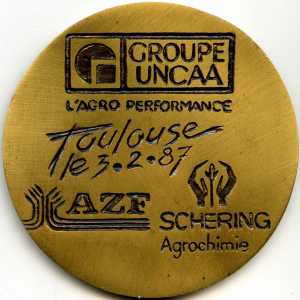 GROUPE
UNCAA
L'AGRO PERFORMANCE
Toulouse
le 3.2.87
AZF
SCHERING
Agrochimie